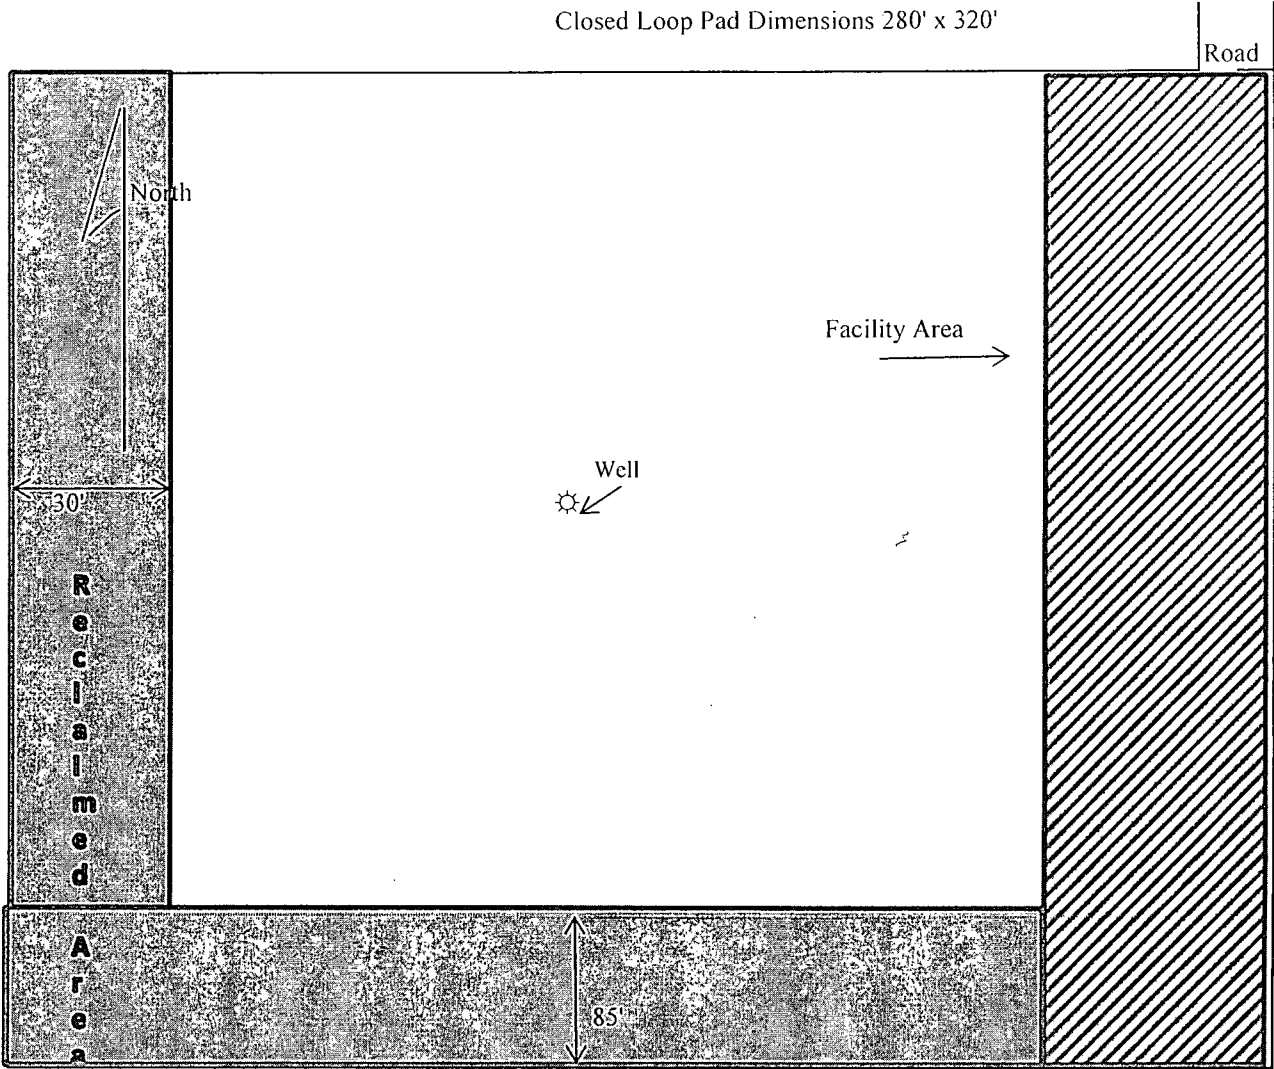 Closed Loop Pad Dimensions 280' x 320'
Road
North
Facility Area
Well
30'
Reclaimed
Area
85'